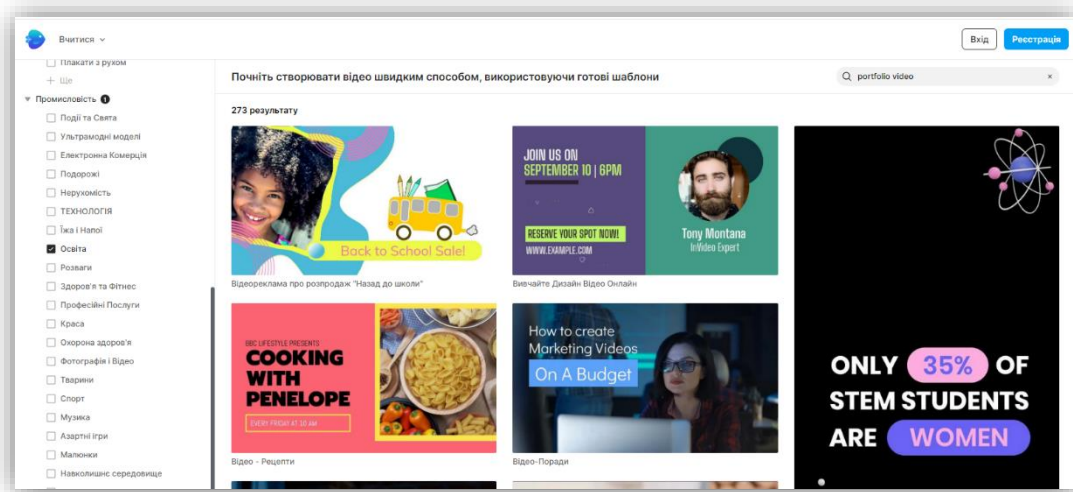 Вчитися
Вхід
Реєстрація
Плакати з рухом
+ Ще
Промисловість 1
Події та Свята
Ультрамодні моделі
Електронна Комерція
Подорожі
Нерухомість
ТЕХНОЛОГІЯ
Їжа і Напої
Освіта
Розваги
Здоров'я та Фітнес
Професійні Послуги
Краса
Охорона здоров'я
Фотографія і Відео
Тварини
Спорт
Музика
Азартні ігри
Малюнки
Навколишнє середовище
Почніть створювати відео швидким способом, використовуючи готові шаблони
portfolio video
273 результату
Back to School Sale!
Відеореклама про розпродаж "Назад до школи"
JOIN US ON
SEPTEMBER 10 | 6PM
RESERVE YOUR SPOT NOW!
WWW.EXAMPLE.COM
Tony Montana
InVideo Expert
Вивчайте Дизайн Відео Онлайн
BBC LIFESTYLE PRESENTS
COOKING
WITH
PENELOPE
EVERY FRIDAY AT 10 AM
Відео - Рецепти
How to create
Marketing Videos
On A Budget
Відео-Поради
ONLY 35% OF
STEM STUDENTS
ARE WOMEN